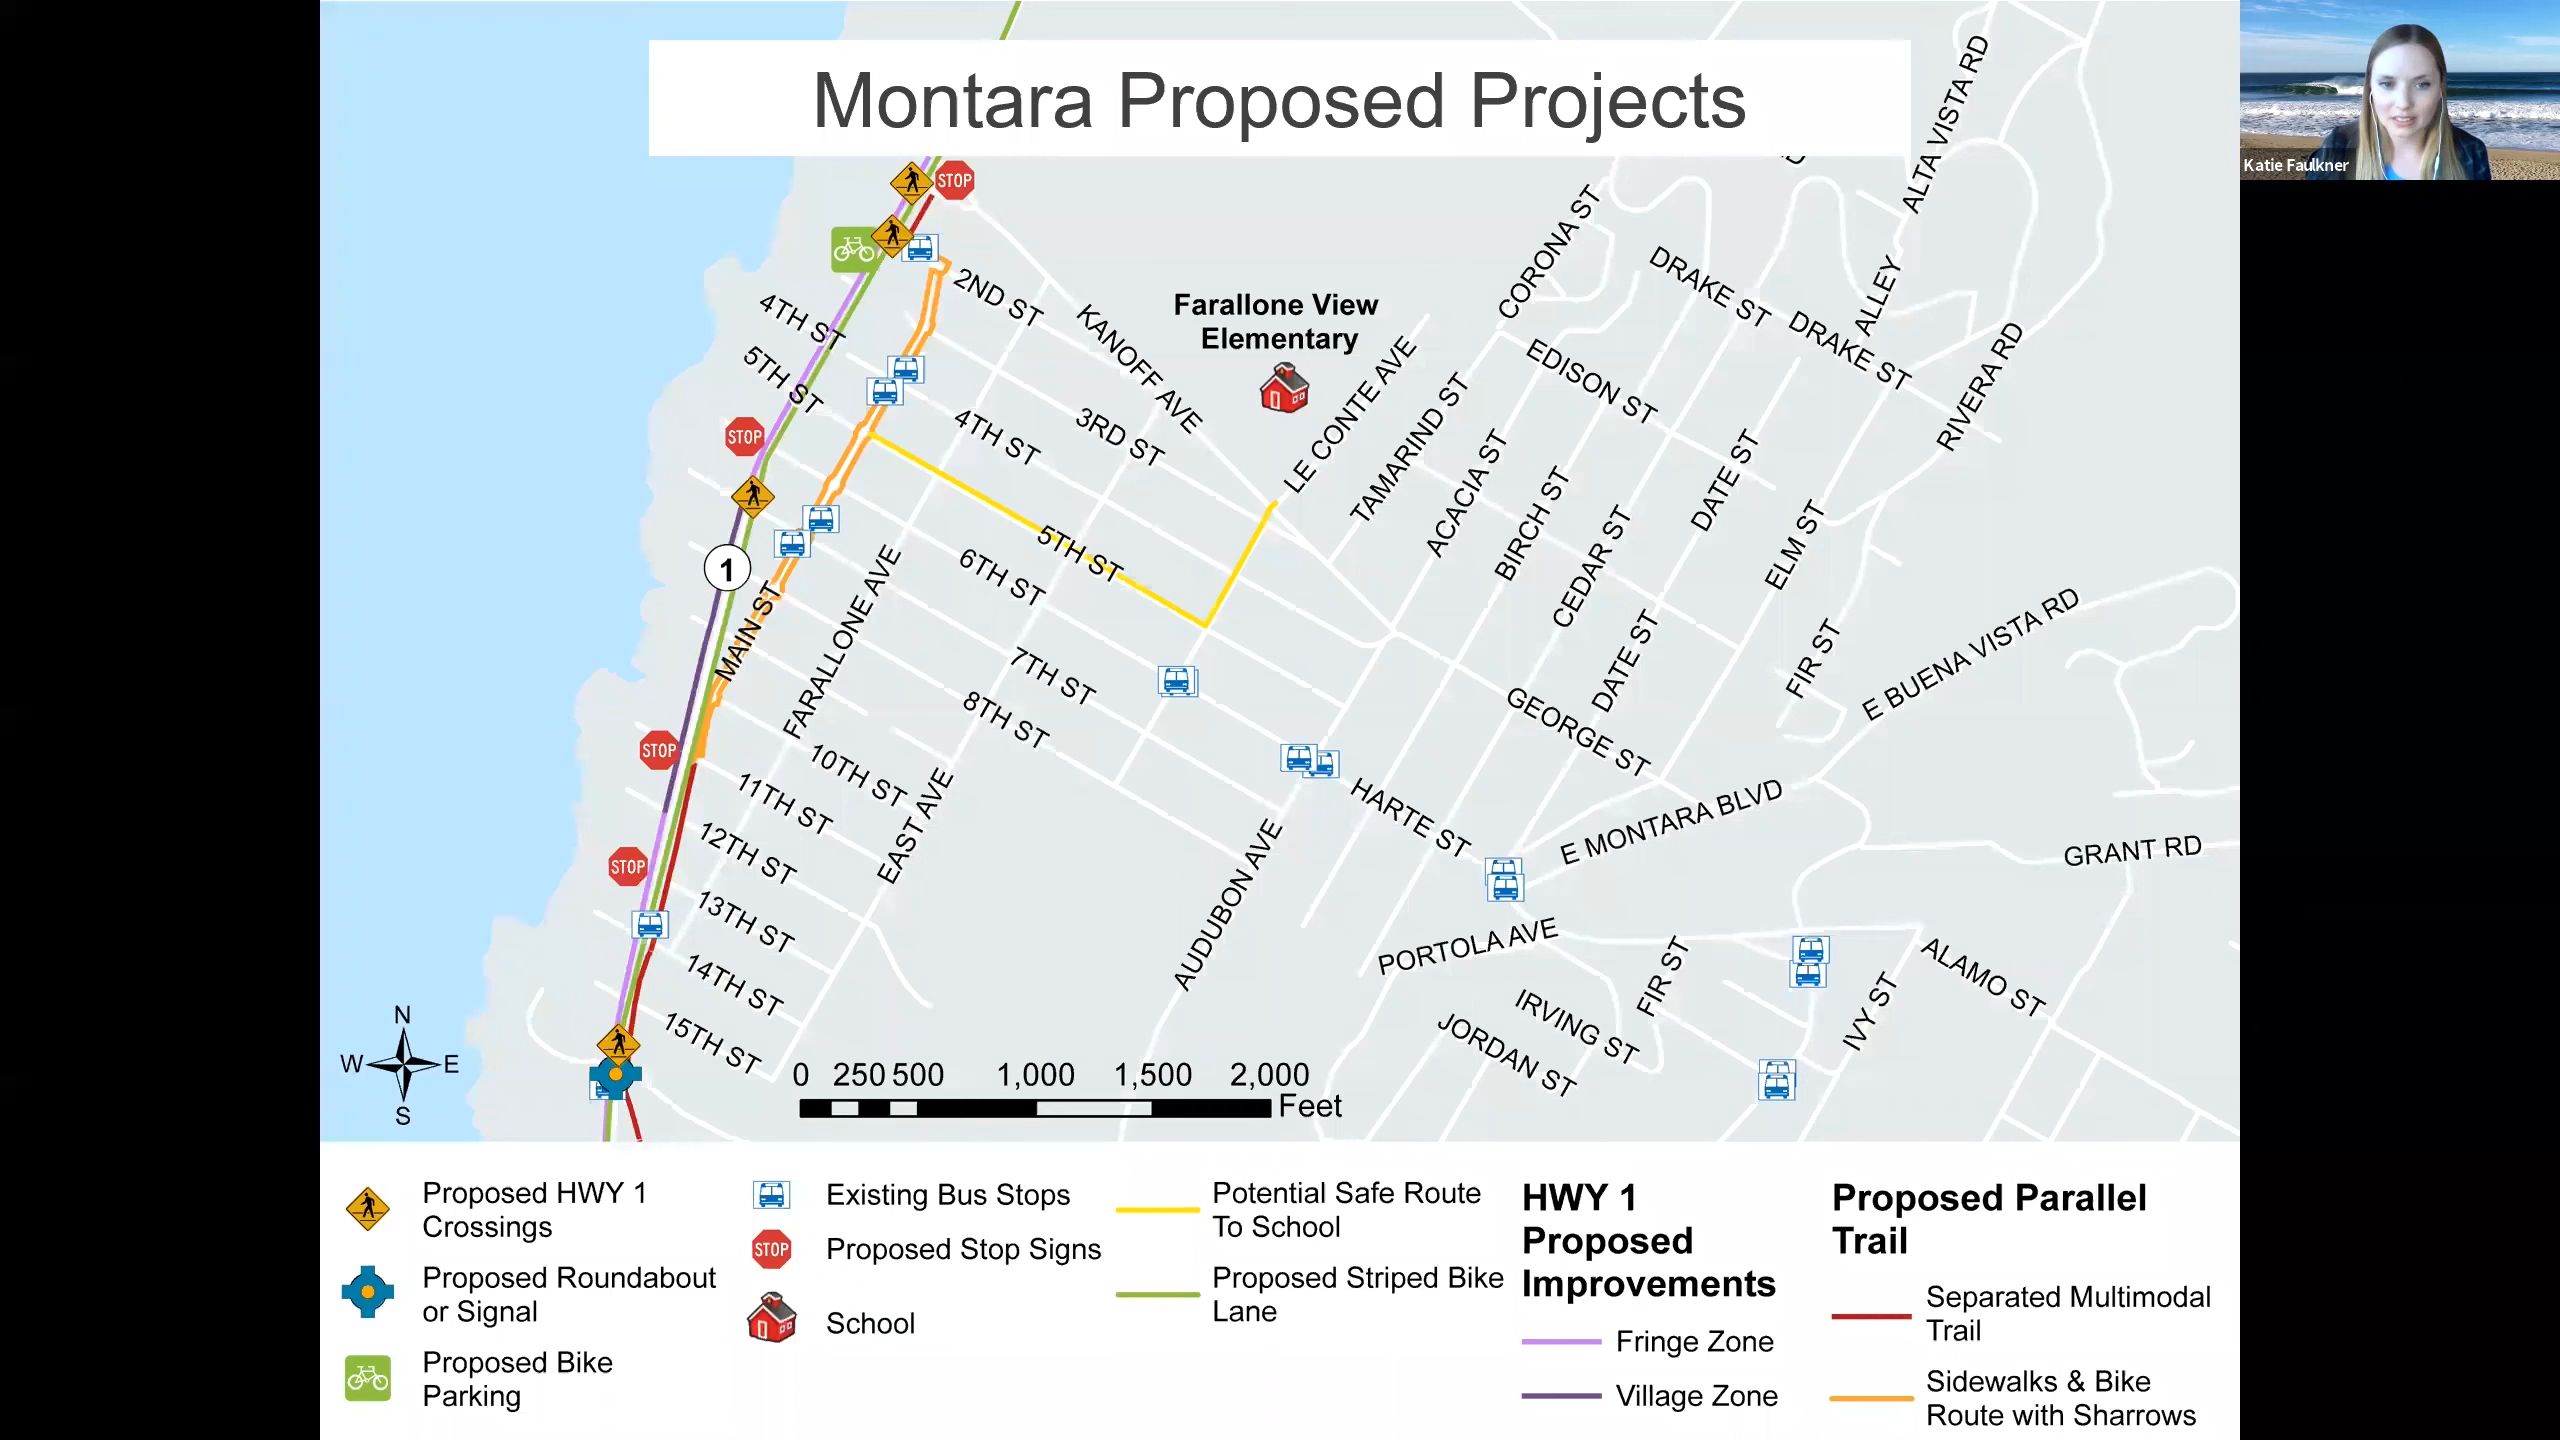 Montara Proposed Projects
Katie Faulkner
STOP
ALTA VISTA RD
CORONA ST
DRAKE ST
ALLEY
2ND ST
4TH ST
KANOFF AVE
Farallone View
Elementary
DRAKE ST
RIVERA RD
5TH ST
EDISON ST
LE CONTE AVE
TAMARIND ST
STOP
4TH ST
3RD ST
ACACIA ST
BIRCH ST
DATE ST
1
5TH ST
6TH ST
CEDAR ST
ELM ST
MAIN ST
FARALLONE AVE
7TH ST
DATE ST
FIR ST
E BUENA VISTA RD
STOP
8TH ST
GEORGE ST
10TH ST
11TH ST
EAST AVE
HARTE ST
E MONTARA BLVD
GRANT RD
STOP
12TH ST
13TH ST
AUDUBON AVE
PORTOLA AVE
FIR ST
IVY ST
ALAMO ST
14TH ST
15TH ST
IRVING ST
JORDAN ST
N
W E
S
0 250 500 1,000 1,500 2,000
Feet
Proposed HWY 1
Crossings
Proposed Roundabout
or Signal
Proposed Bike
Parking
Existing Bus Stops
STOP
Proposed Stop Signs
School
Potential Safe Route
To School
Proposed Striped Bike
Lane
HWY 1
Proposed
Improvements
Fringe Zone
Village Zone
Proposed Parallel
Trail
Separated Multimodal
Trail
Sidewalks & Bike
Route with Sharrows